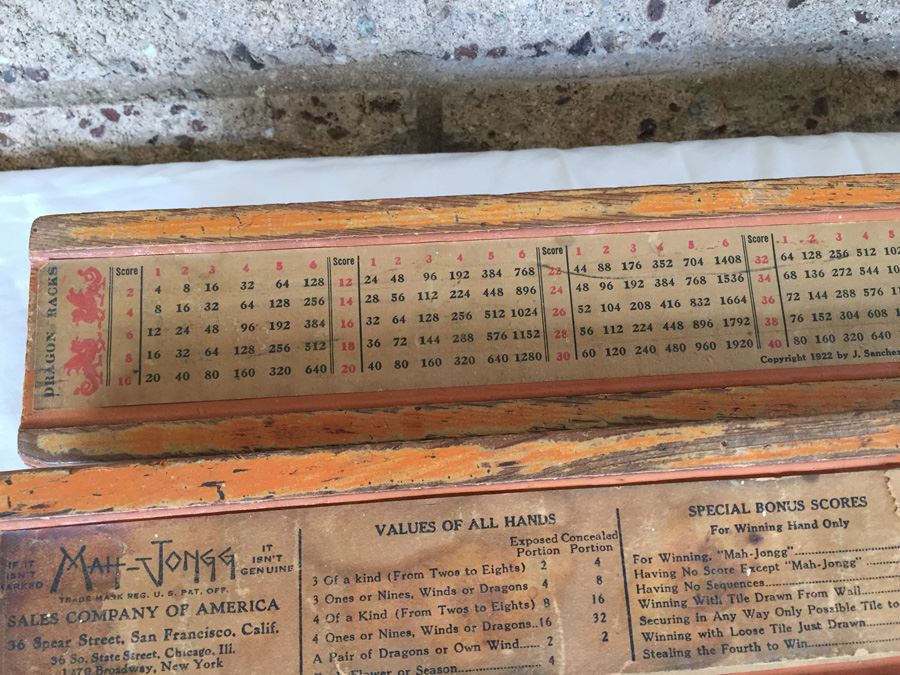 DRAGON RACKS
Score 1 2 3 4 5 6 Score 1 2 3 4 5 6 Score 1 2 3 4 5 6 Score 1 2 3 4 5
2 4 8 16 32 64 128 12 24 48 96 192 384 768 22 44 88 176 352 704 1408 32 64 128 256 512
4 8 16 32 64 128 256 14 28 56 112 224 448 896 24 48 96 192 384 768 1536 34 68 136 272 544
6 12 24 48 96 192 384 16 32 64 128 256 512 1024 26 52 104 208 416 832 1664 36 72 144 288 576
8 16 32 64 128 256 512 18 36 72 144 288 576 1152 28 56 112 224 448 896 1792 38 76 152 304 608
10 20 40 80 160 320 640 20 40 80 160 320 640 1280 30 60 120 240 480 960 1920 40 80 160 320 640
Copyright 1922 by J. Sanchez
IF IT ISN'T MARKED
MAH-JONGG
IT ISN'T GENUINE
TRADE MARK REG. U. S. PAT. OFF.
SALES COMPANY OF AMERICA
36 Spear Street, San Francisco, Calif.
36 So. State Street, Chicago, Ill.
1470 Broadway, New York
VALUES OF ALL HANDS
Exposed Concealed
Portion Portion
3 Of a kind (From Twos to Eights) 2 4
3 Ones or Nines, Winds or Dragons 4 8
4 Of a Kind (From Twos to Eights) 8 16
4 Ones or Nines, Winds or Dragons..16 32
A Pair of Dragons or Own Wind...... 2 2
Flower or Season.................... 4
SPECIAL BONUS SCORES
For Winning Hand Only
For Winning, "Mah-Jongg"
Having No Score Except "Mah-Jongg"
Having No Sequences
Winning With Tile Drawn From Wall
Securing in Any Way Only Possible Tile to
Winning with Loose Tile Just Drawn
Stealing the Fourth to Win